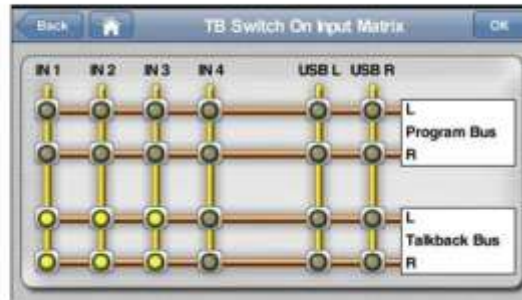 Back TB Switch On Input Matrix OK
IN 1 IN 2 IN 3 IN 4 USB L USB R
L
Program Bus
R
L
Talkback Bus
R